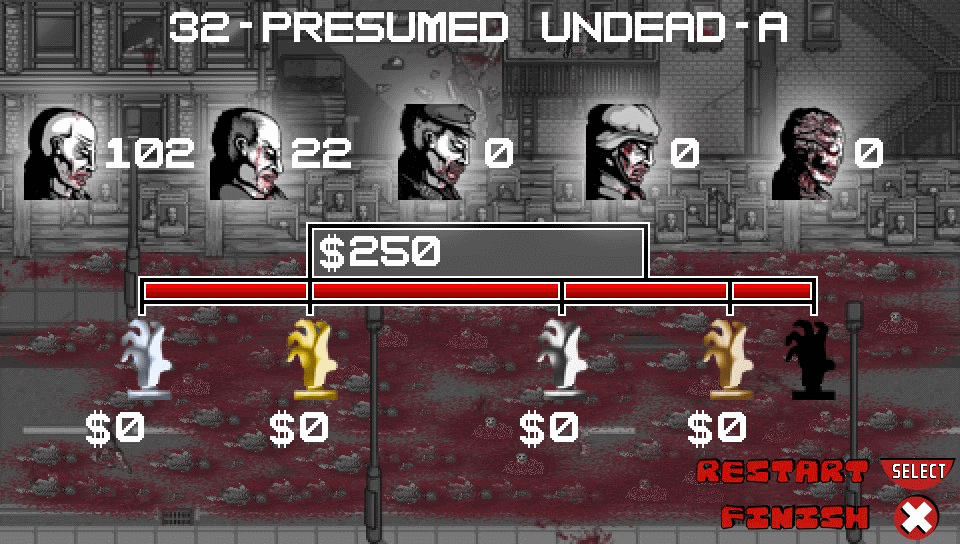 32-PRESUMED UNDEAD-A
102 22 0 0 0
$250
$0 $0 $0 $0
RESTART SELECT
FINISH